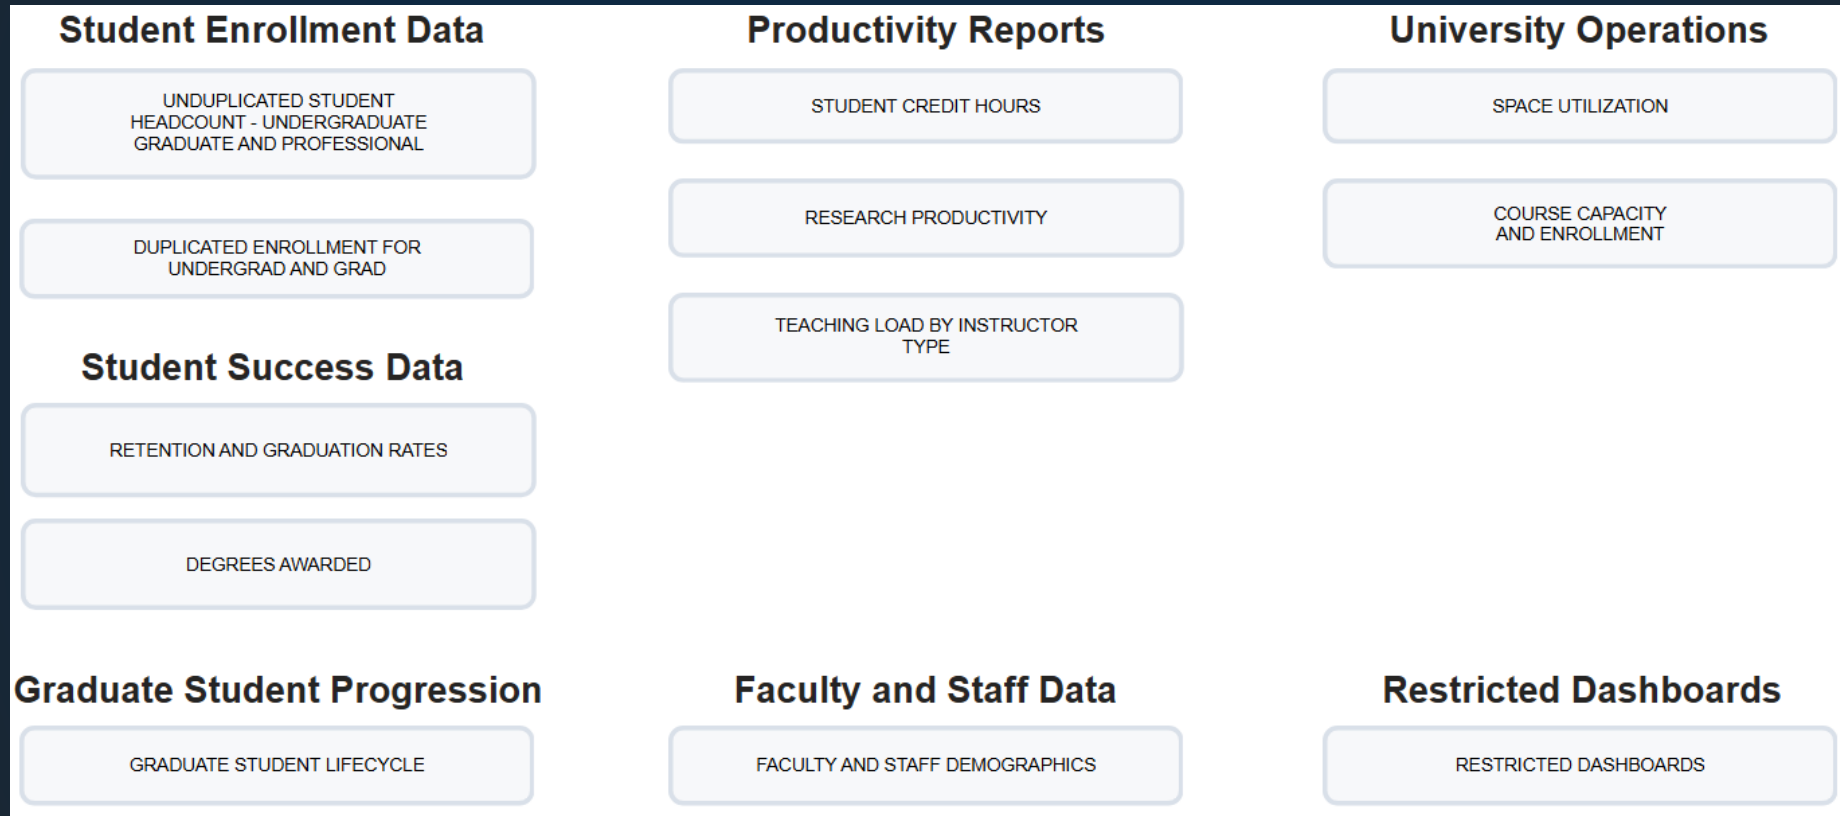 Student Enrollment Data
UNDUPLICATED STUDENT
HEADCOUNT - UNDERGRADUATE
GRADUATE AND PROFESSIONAL
DUPLICATED ENROLLMENT FOR
UNDERGRAD AND GRAD
Student Success Data
RETENTION AND GRADUATION RATES
DEGREES AWARDED
Graduate Student Progression
GRADUATE STUDENT LIFECYCLE
Productivity Reports
STUDENT CREDIT HOURS
RESEARCH PRODUCTIVITY
TEACHING LOAD BY INSTRUCTOR
TYPE
Faculty and Staff Data
FACULTY AND STAFF DEMOGRAPHICS
University Operations
SPACE UTILIZATION
COURSE CAPACITY
AND ENROLLMENT
Restricted Dashboards
RESTRICTED DASHBOARDS